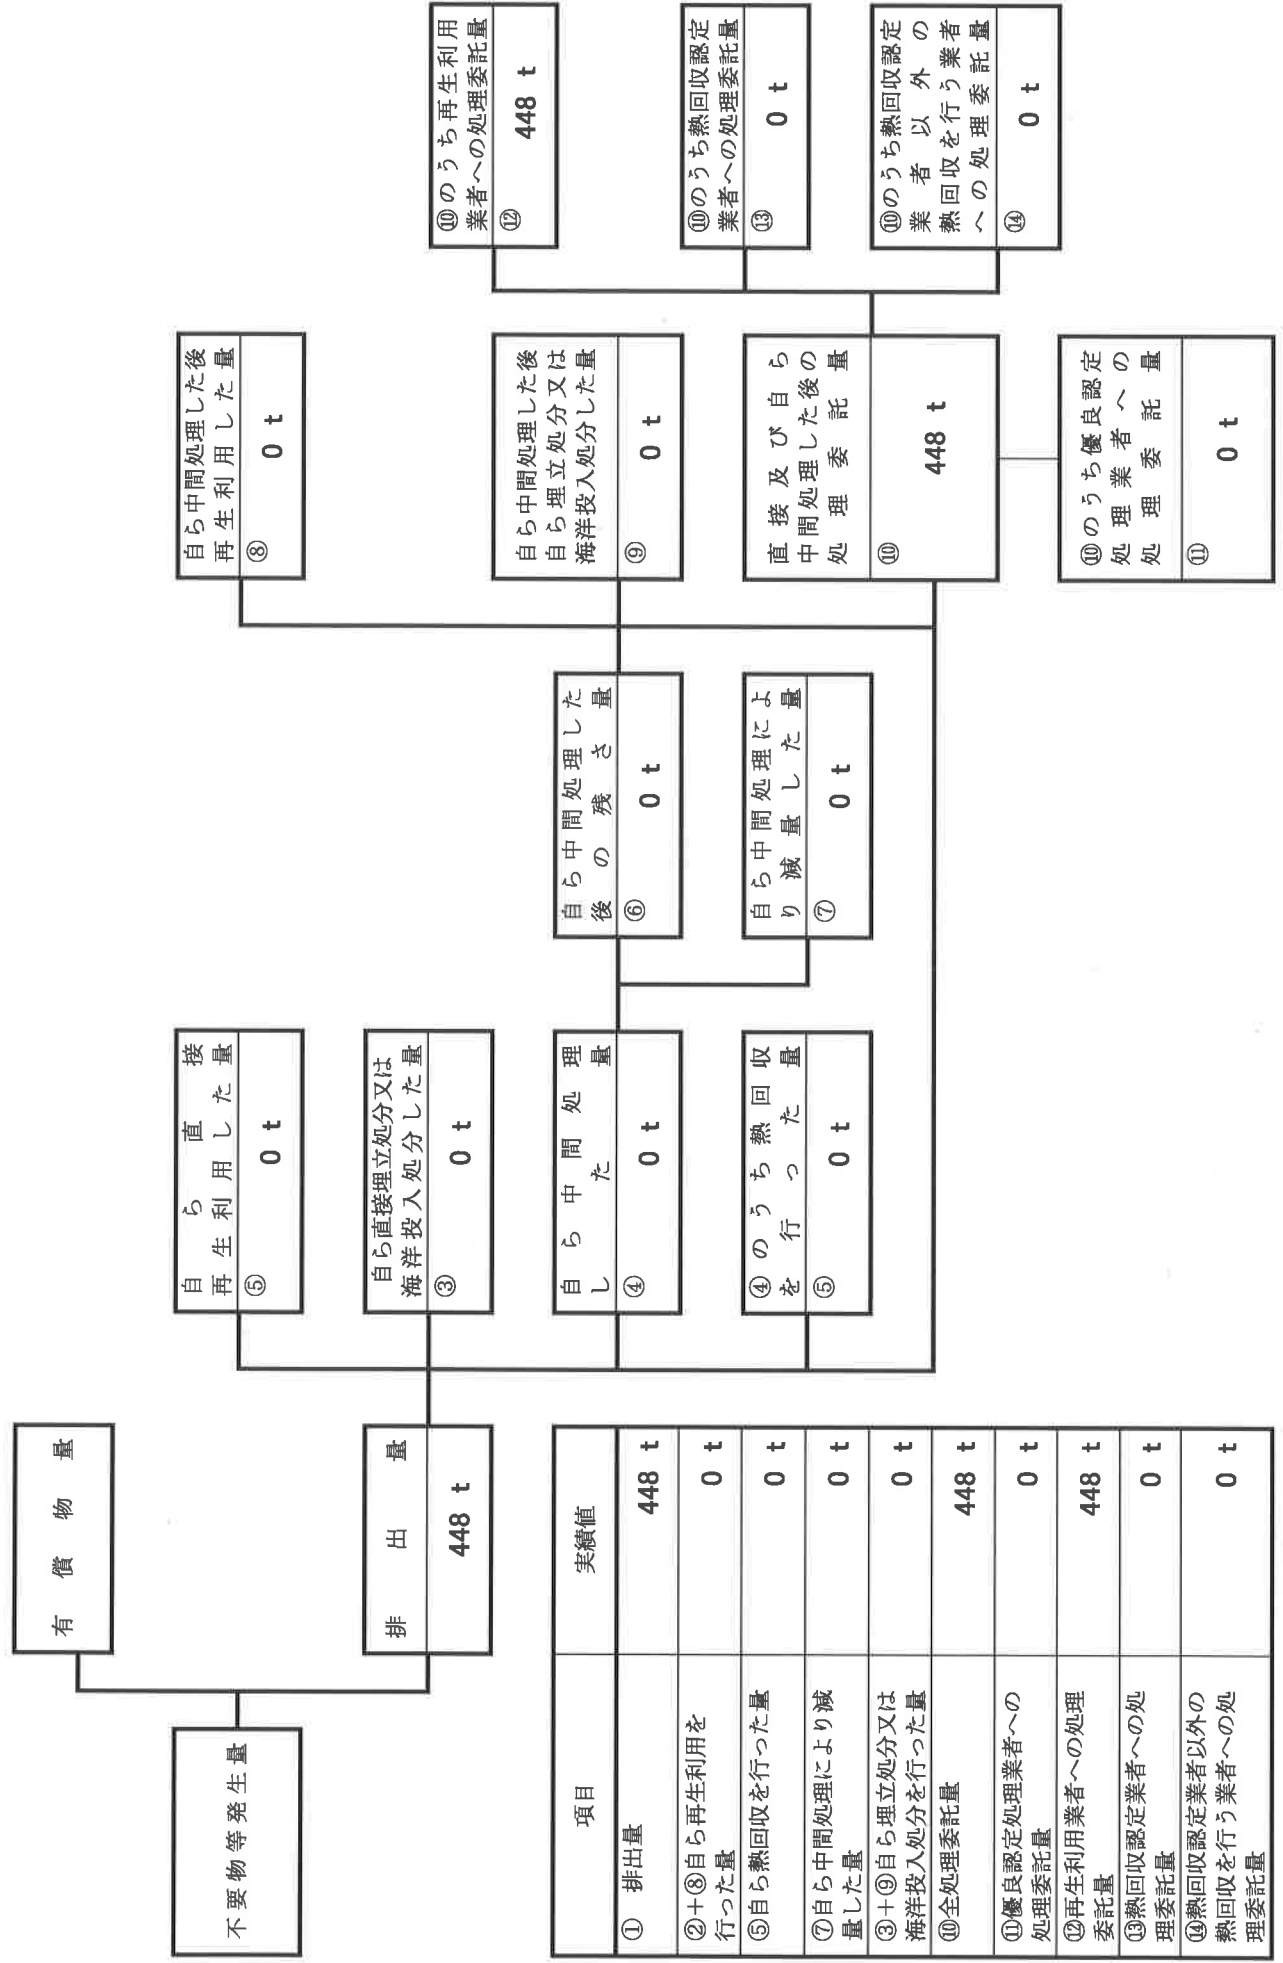 不要物等発生量
有償物量
排出量
448 t
自ら直接
再生利用した量
⑤
0 t
自ら直接埋立処分又は
海洋投入処分した量
③
0 t
自ら中間処理
した量
④
0 t
④のうち熱回収
を行った量
⑤
0 t
自ら中間処理した
後の残さ量
⑥
0 t
自ら中間処理によ
り減量した量
⑦
0 t
自ら中間処理した後
再生利用した量
⑧
0 t
自ら中間処理した後
自ら埋立処分又は
海洋投入処分した量
⑨
0 t
直接及び自ら
中間処理した後の
処理委託量
⑩
448 t
⑩のうち優良認定
処理業者への
処理委託量
⑪
0 t
⑩のうち再生利用
業者への処理委託量
⑫
448 t
⑩のうち熱回収認定
業者への処理委託量
⑬
0 t
⑩のうち熱回収認定
業者以外の
熱回収を行う業者
への処理委託量
⑭
0 t
項目 実績値
① 排出量 448 t
②+⑧自ら再生利用を
行った量 0 t
⑤自ら熱回収を行った量 0 t
⑦自ら中間処理により減
量した量 0 t
③+⑨自ら埋立処分又は
海洋投入処分を行った量 0 t
⑩全処理委託量 448 t
⑪優良認定処理業者への
処理委託量 0 t
⑫再生利用業者への処理
委託量 448 t
⑬熱回収認定業者への処
理委託量 0 t
⑭熱回収認定業者以外の
熱回収を行う業者への処
理委託量 0 t